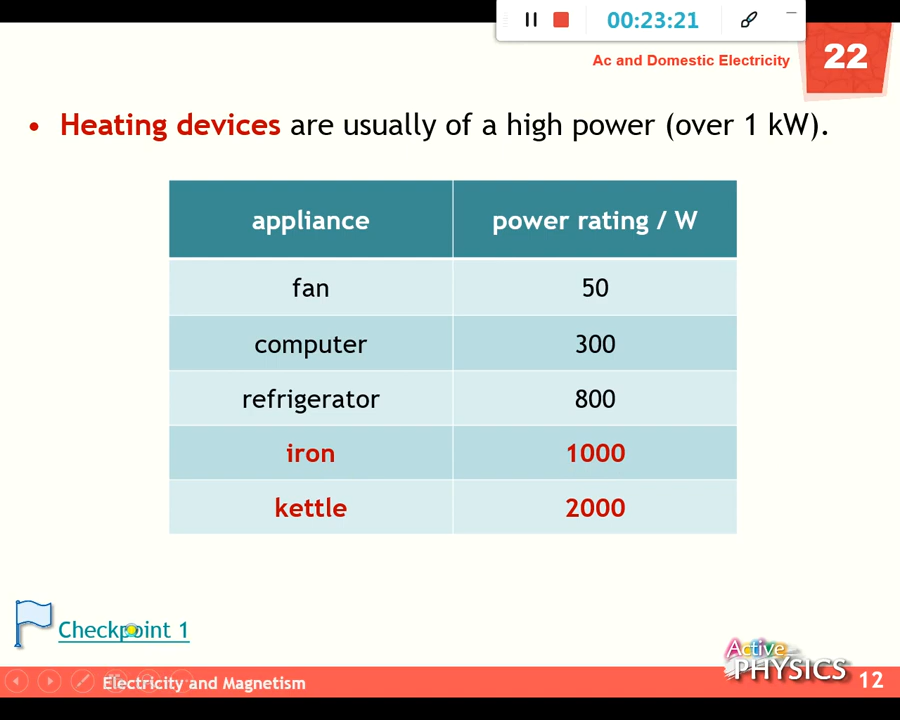 00:23:21
Ac and Domestic Electricity
22
• Heating devices are usually of a high power (over 1 kW).
appliance power rating / W
fan 50
computer 300
refrigerator 800
iron 1000
kettle 2000
Checkpoint 1
Active
PHYSICS
Electricity and Magnetism 12